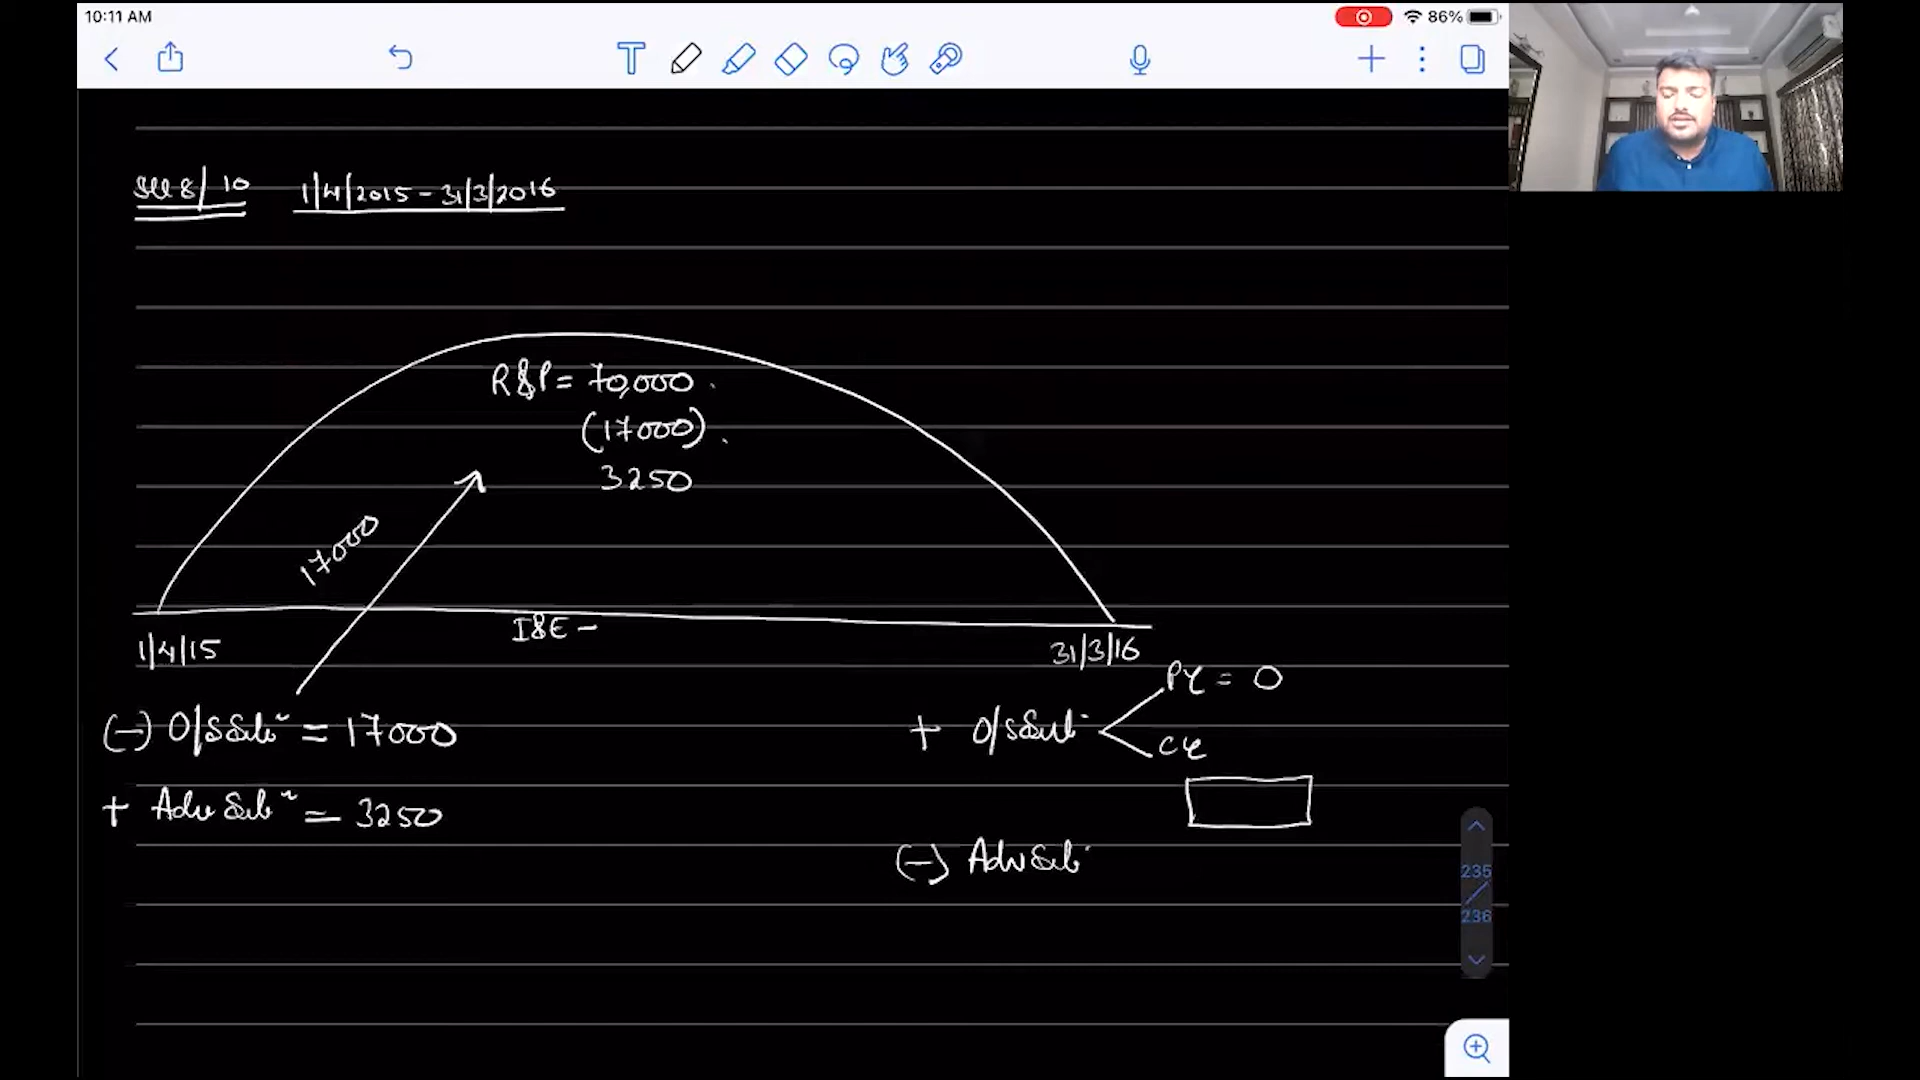 10:11 AM
86%
Ill 8/10 1/4/2015 - 31/3/2016
R&P = 70,000
(17000)
3250
17000
I&E -
1/4/15
31/3/16
PY = 0
(-) O/S Sub = 17000
+ O/s Sub
CY
+ Adv Sub = 3250
(-) Adv Sub
235
236